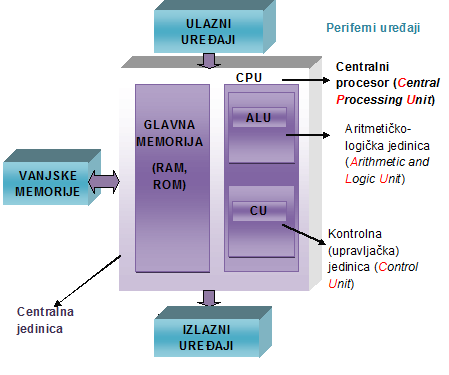 ULAZNI
UREĐAJI
Periferni uređaji
CPU
Centralni
procesor (Central
Processing Unit)
GLAVNA
MEMORIJA
(RAM,
ROM)
ALU
Aritmetičko-
logička jedinica
(Arithmetic and
Logic Unit)
VANJSKE
MEMORIJE
CU
Kontrolna
(upravljačka)
jedinica (Control
Unit)
Centralna
jedinica
IZLAZNI
UREĐAJI